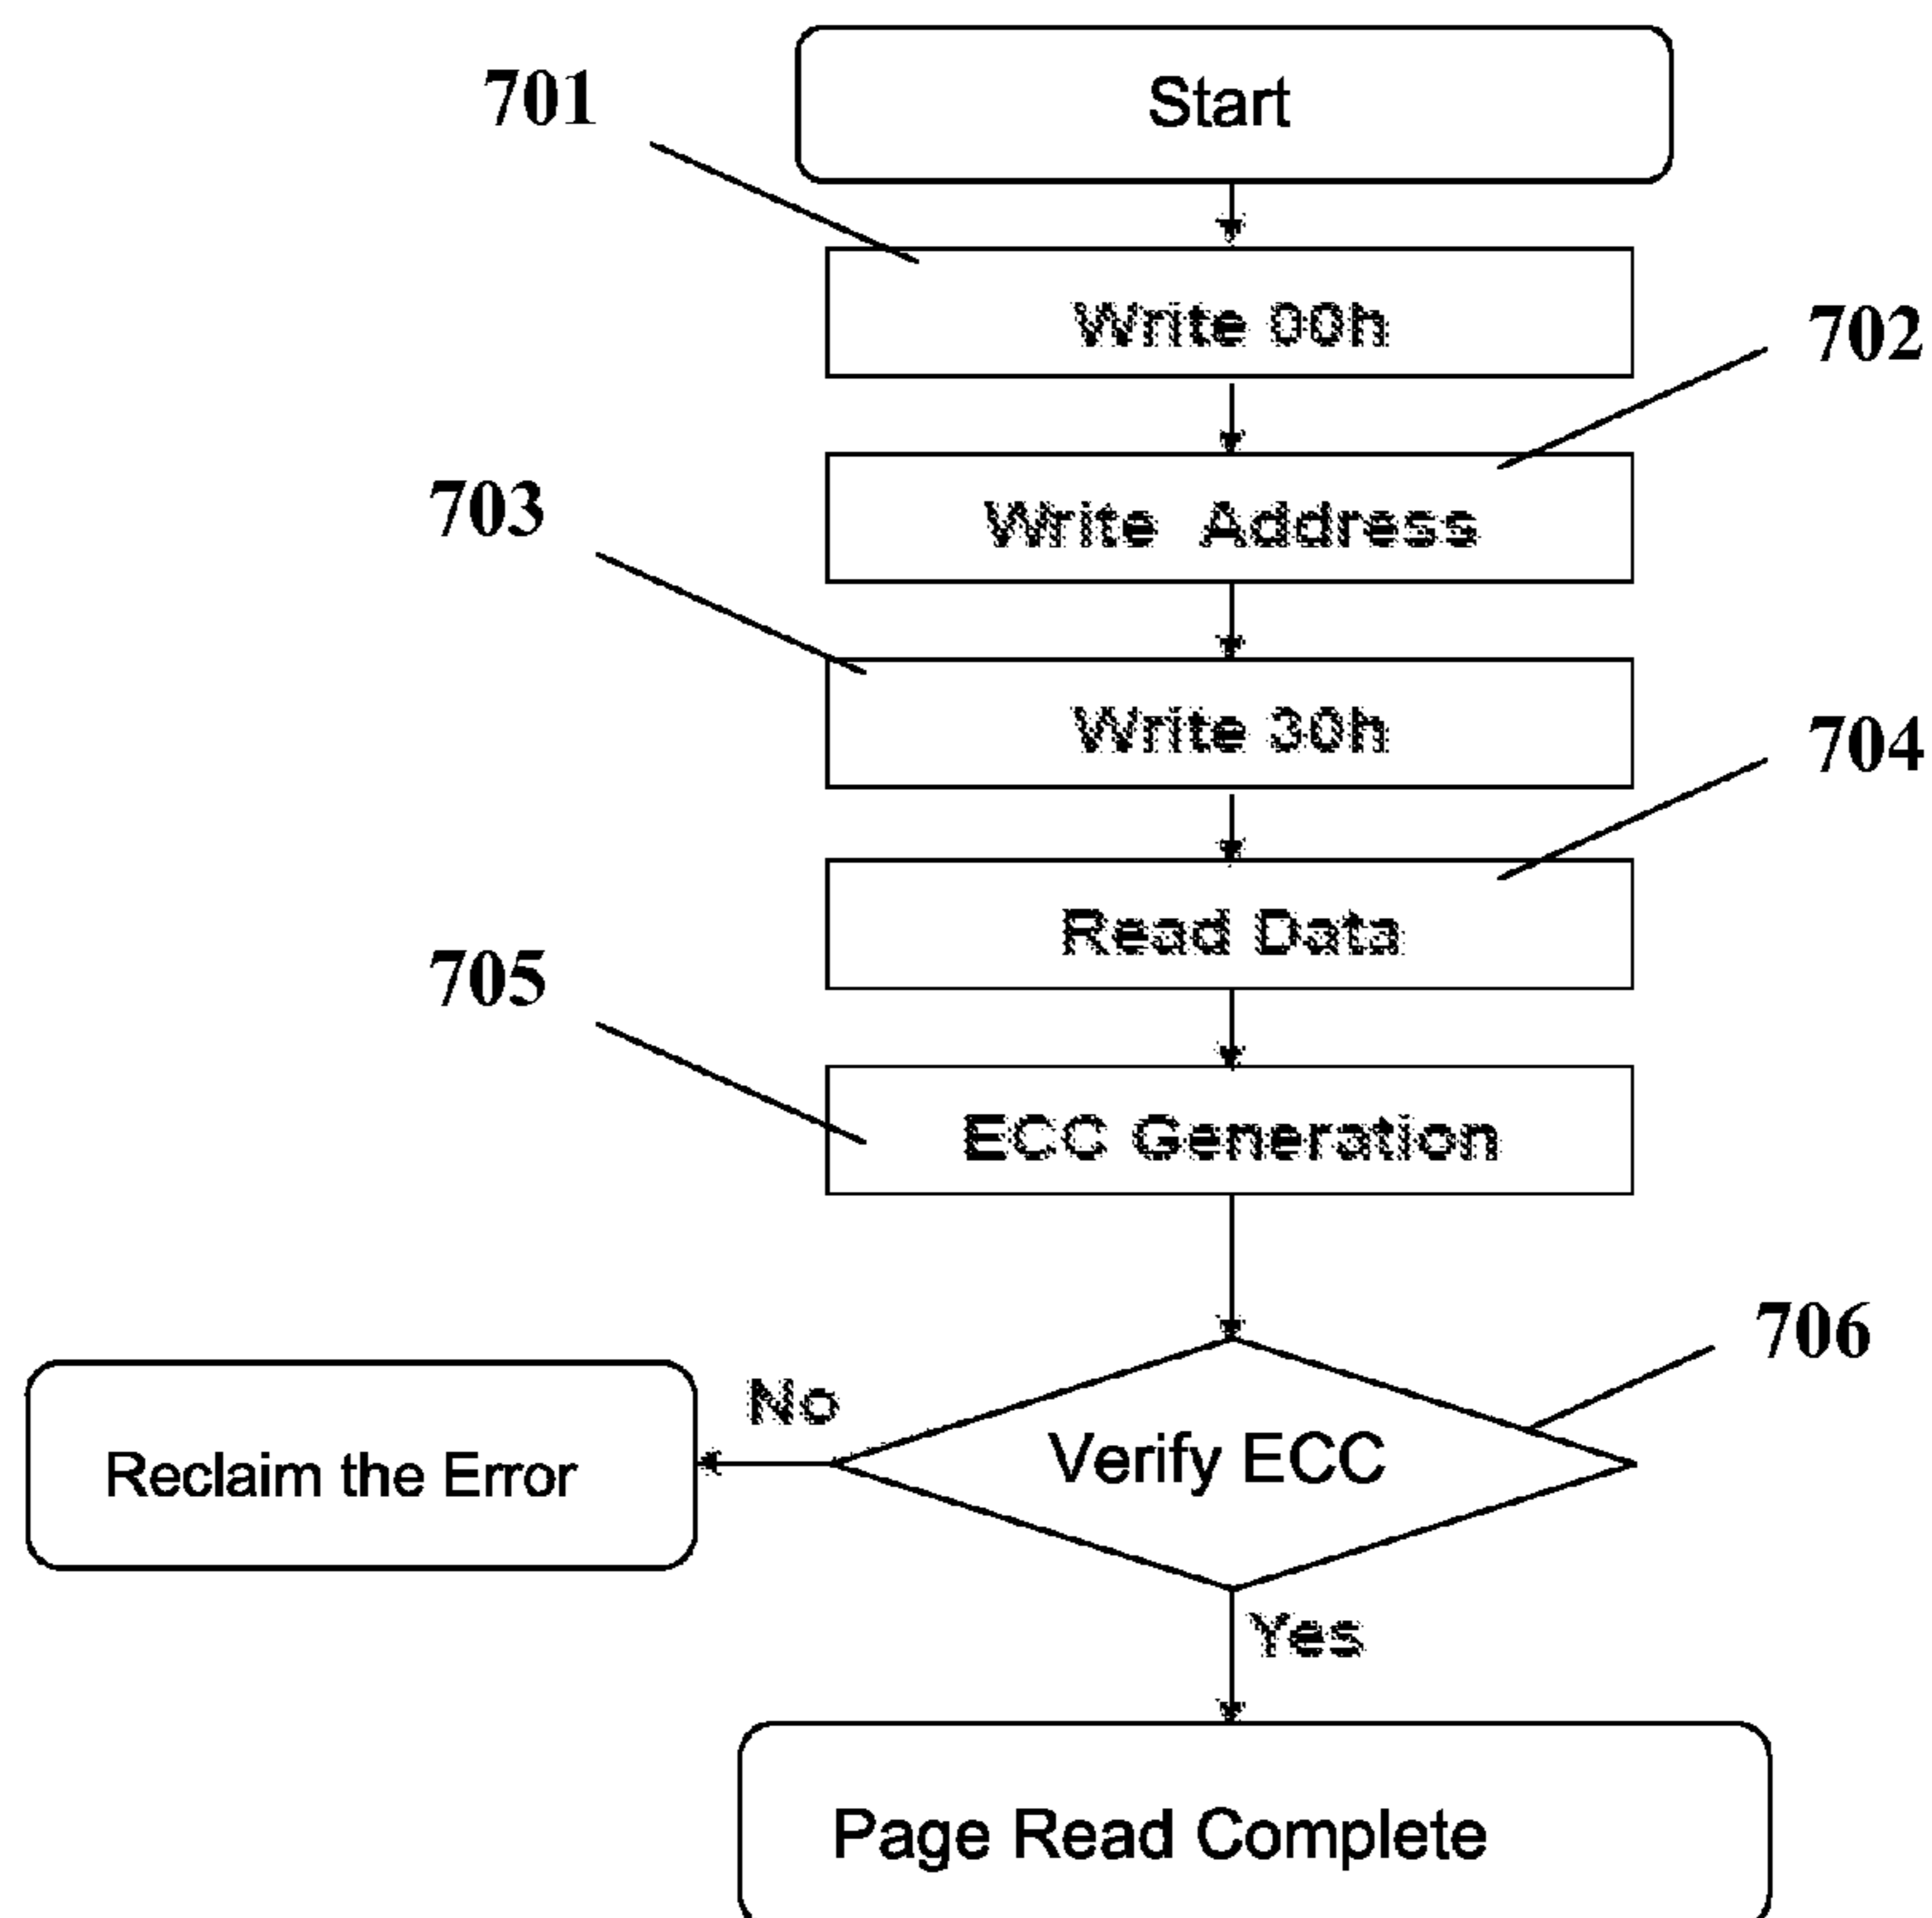 Start
701
Write 00h
702
Write Address
703
Write 30h
704
Read Data
705
ECC Generation
706
No
Verify ECC
Reclaim the Error
Yes
Page Read Complete